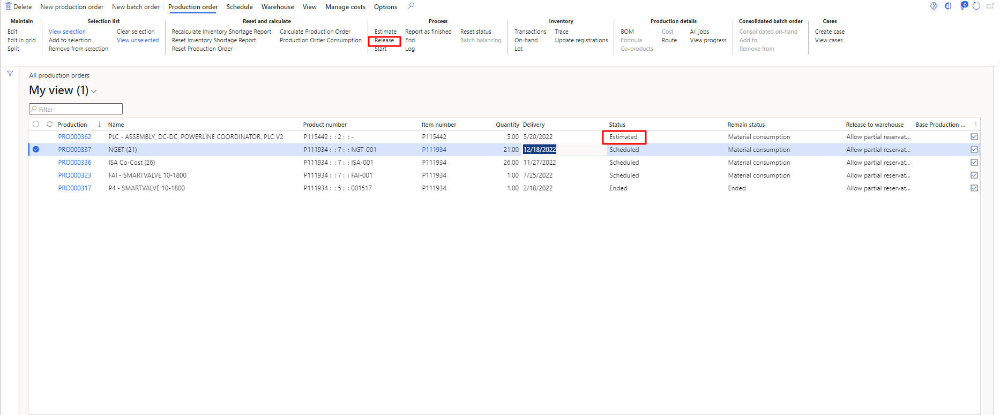 Delete New production order New batch order Production order Schedule Warehouse View Manage costs Options 0
Maintain Selection list Reset and calculate Process Inventory Production details Consolidated batch order Cases
Edit View selection Clear selection Recalculate Inventory Shortage Report Calculate Production Order Estimate Report as finished Reset status Transactions Trace BOM Cost All jobs Consolidated on-hand Create case
Edit in grid Add to selection View unselected Reset Inventory Shortage Report Production Order Consumption Release End Batch balancing On-hand Update registrations Formula Route View progress Add to View cases
Split Remove from selection Reset Production Order Start Log Lot Co-products Remove from
All production orders
My view (1)
Filter
Production Name Product number Item number Quantity Delivery Status Remain status Release to warehouse Base Production ...
PRO000362 PLC - ASSEMBLY, DC-DC, POWERLINE COORDINATOR, PLC V2 P115442 : : 2 : : - P115442 5.00 5/20/2022 Estimated Material consumption Allow partial reservat...
PRO000337 NGET (21) P111934 : : 7 : : NGT-001 P111934 21.00 12/18/2022 Scheduled Material consumption Allow partial reservat...
PRO000336 ISA Co-Cost (26) P111934 : : 7 : : ISA-001 P111934 26.00 11/27/2022 Scheduled Material consumption Allow partial reservat...
PRO000323 FAI - SMARTVALVE 10-1800 P111934 : : 7 : : FAI-001 P111934 1.00 7/25/2022 Scheduled Material consumption Allow partial reservat...
PRO000317 P4 - SMARTVALVE 10-1800 P111934 : : 5 : : 001517 P111934 1.00 2/18/2022 Ended Ended Allow partial reservat...